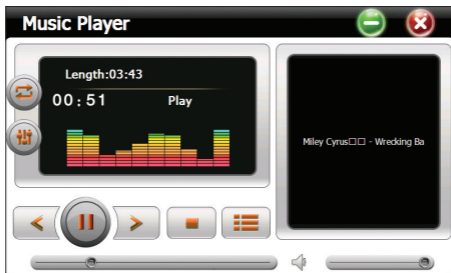 Music Player
Length:03:43
00:51 Play
Miley Cyrus□□ - Wrecking Ba